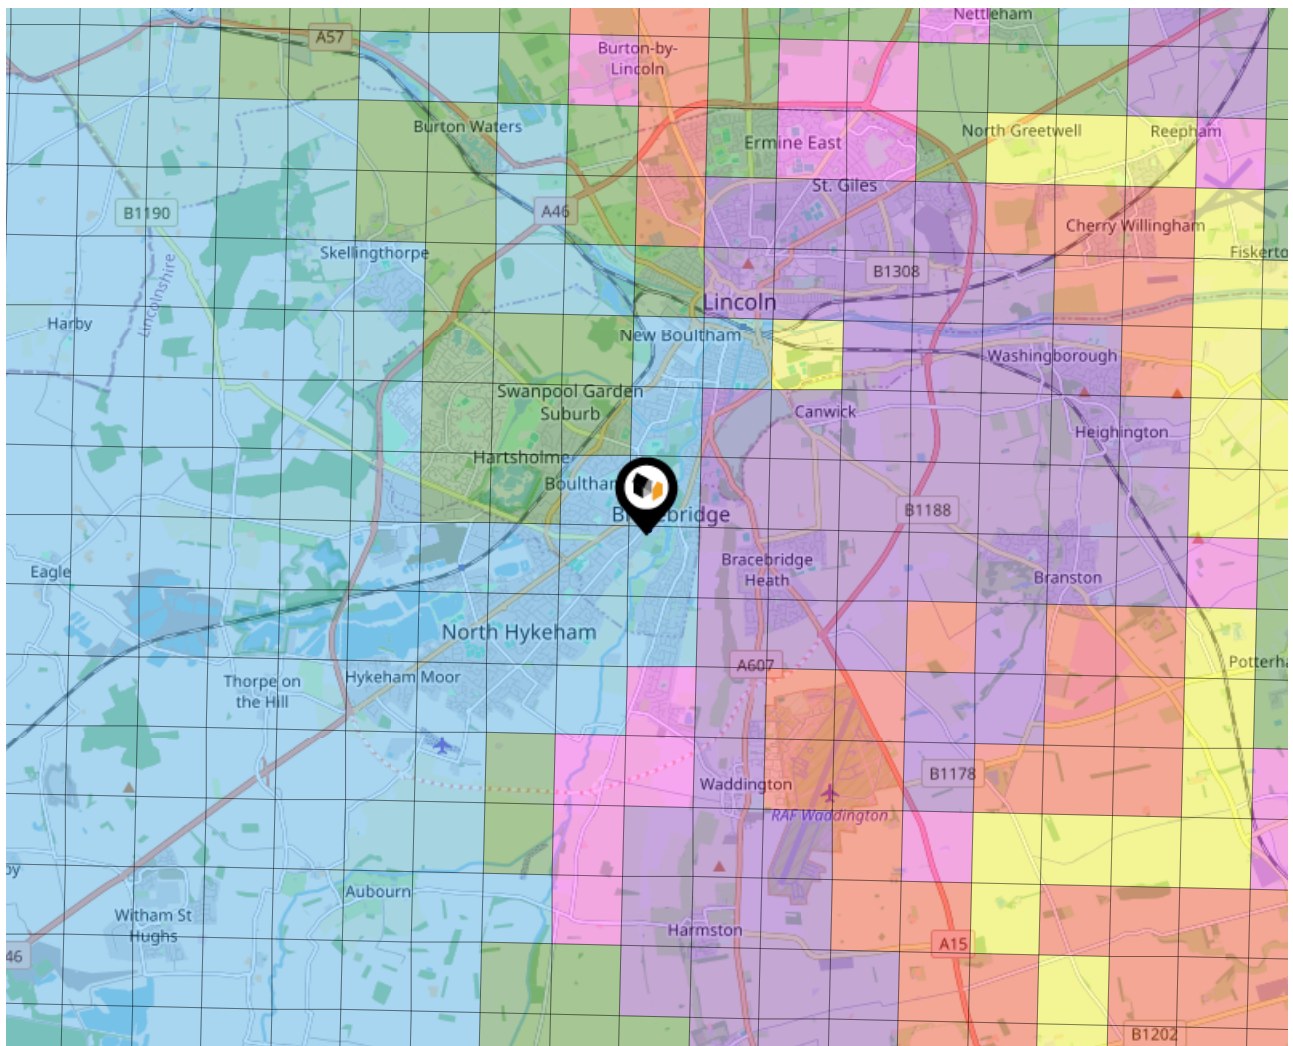 Nettleham
A57
Burton-by-
Lincoln
Burton Waters
Ermine East
North Greetwell
Reepham
St. Giles
B1190
A46
Cherry Willingham
Skellingthorpe
Fiskerto
B1308
Lincolnshire
Lincoln
Harby
New Boultham
Washingborough
Swanpool Garden
Suburb
Canwick
Heighington
Hartsholme
Boultham
B1188
Eagle
Bracebridge
Heath
Branston
North Hykeham
A607
Potterha
Thorpe on
the Hill
Hykeham Moor
B1178
Waddington
RAF Waddington
Aubourn
Witham St
Hughs
Harmston
A15
46
B1202